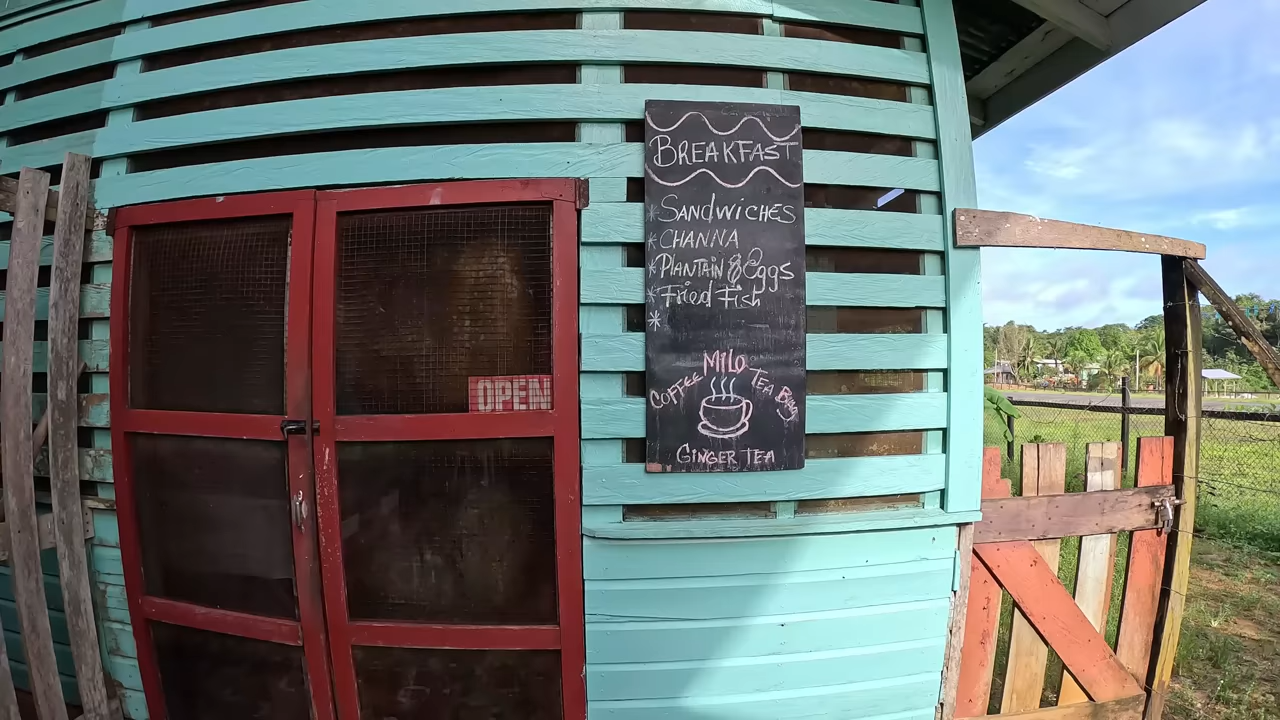 BREAKFAST
* SANDWICHES
* CHANNA
* PLANTAIN & Eggs
* Fried Fish
*
MILO
COFFEE TEA BAG
GINGER TEA
OPEN